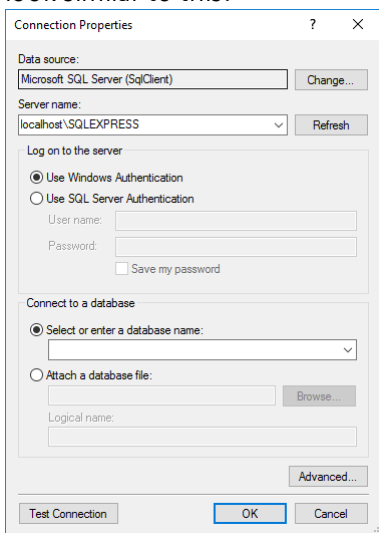 Connection Properties ? ×
Data source:
Microsoft SQL Server (SqlClient) Change...
Server name:
localhost\SQLEXPRESS Refresh
Log on to the server
Use Windows Authentication
Use SQL Server Authentication
User name:
Password:
Save my password
Connect to a database
Select or enter a database name:
Attach a database file:
Browse...
Logical name:
Advanced...
Test Connection OK Cancel